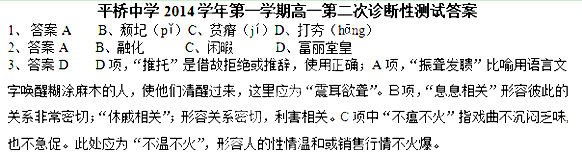 平桥中学 2014 学年第一学期高一第二次诊断性测试答案
1、 答案 A B、颓圮（pǐ）C、贫瘠（jí）D、打夯（hāng）
2、 答案 A B、融化 C、闲暇 D、富丽堂皇
3、 答案 D D 项，“推托”是借故拒绝或推辞，使用正确；A 项，“振聋发聩”比喻用语言文
字唤醒糊涂麻木的人，使他们清醒过来，这里应为“震耳欲聋”。B 项，“息息相关”形容彼此的
关系非常密切；“休戚相关”；形容关系密切，利害相关。C 项中“不瘟不火”指戏曲不沉闷乏味，
也不急促。此处应为“不温不火”，形容人的性情温和或销售行情不火爆。